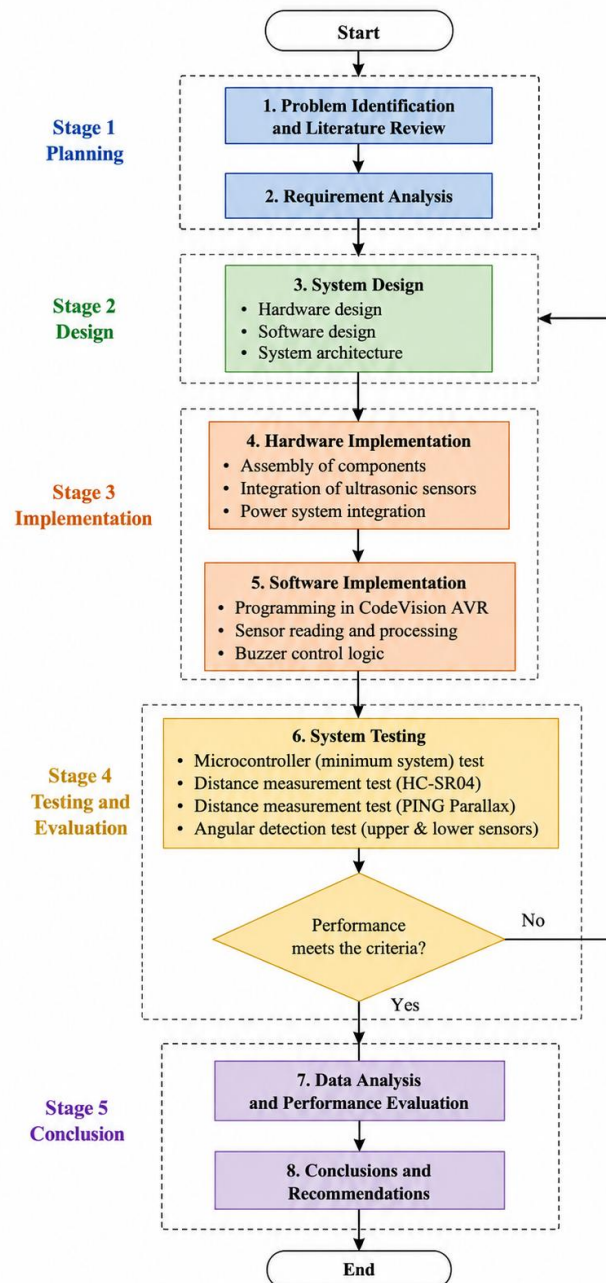 Start
Stage 1
Planning
1. Problem Identification
and Literature Review
2. Requirement Analysis
Stage 2
Design
3. System Design
• Hardware design
• Software design
• System architecture
Stage 3
Implementation
4. Hardware Implementation
• Assembly of components
• Integration of ultrasonic sensors
• Power system integration
5. Software Implementation
• Programming in CodeVision AVR
• Sensor reading and processing
• Buzzer control logic
Stage 4
Testing and
Evaluation
6. System Testing
• Microcontroller (minimum system) test
• Distance measurement test (HC-SR04)
• Distance measurement test (PING Parallax)
• Angular detection test (upper & lower sensors)
Performance
meets the criteria?
No
Yes
Stage 5
Conclusion
7. Data Analysis
and Performance Evaluation
8. Conclusions and
Recommendations
End